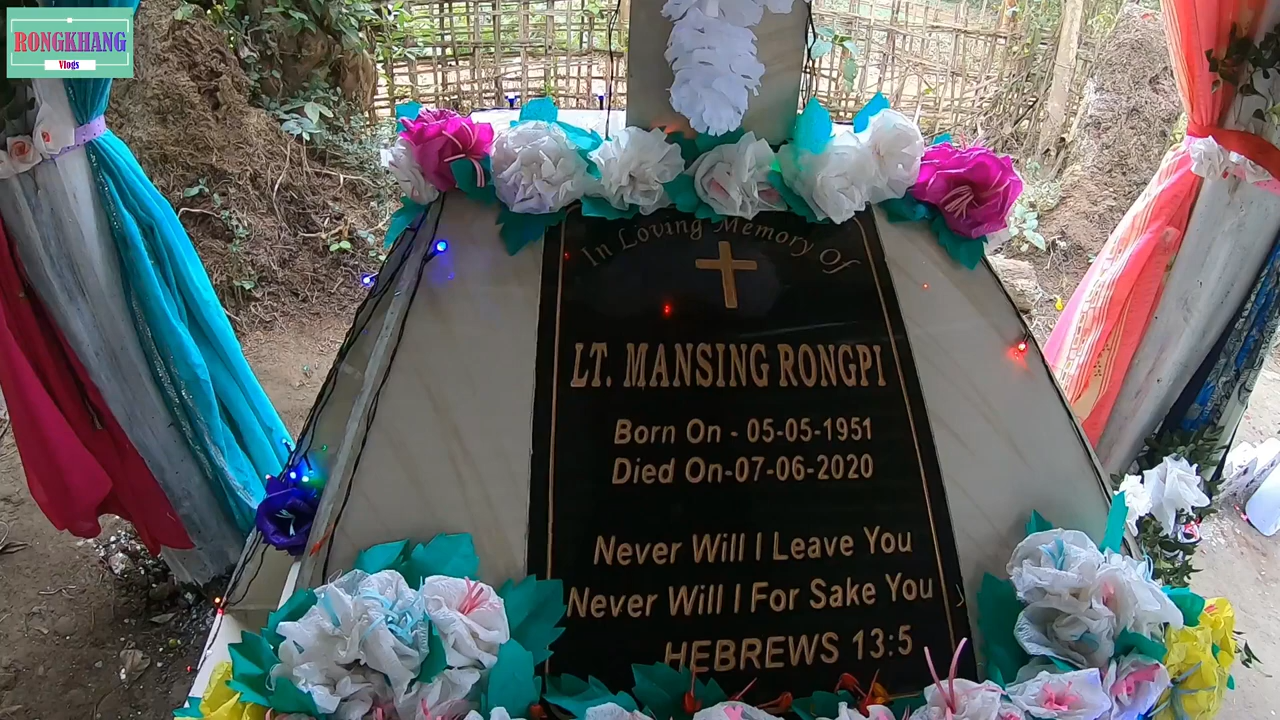 RONGKHANG
Vlogs
In Loving Memory Of
LT. MANSING RONGPI
Born On - 05-05-1951
Died On-07-06-2020
Never Will I Leave You
Never Will I For Sake You
HEBREWS 13:5